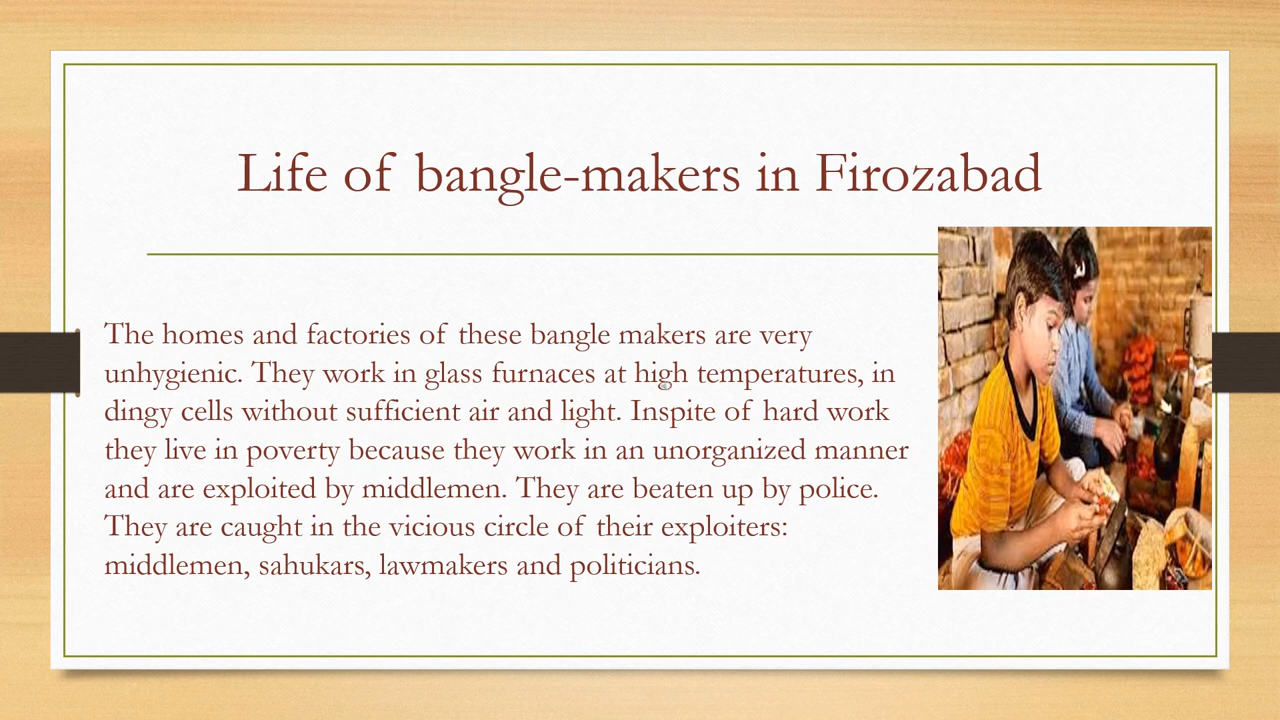 Life of bangle-makers in Firozabad
The homes and factories of these bangle makers are very
unhygienic. They work in glass furnaces at high temperatures, in
dingy cells without sufficient air and light. Inspite of hard work
they live in poverty because they work in an unorganized manner
and are exploited by middlemen. They are beaten up by police.
They are caught in the vicious circle of their exploiters:
middlemen, sahukars, lawmakers and politicians.